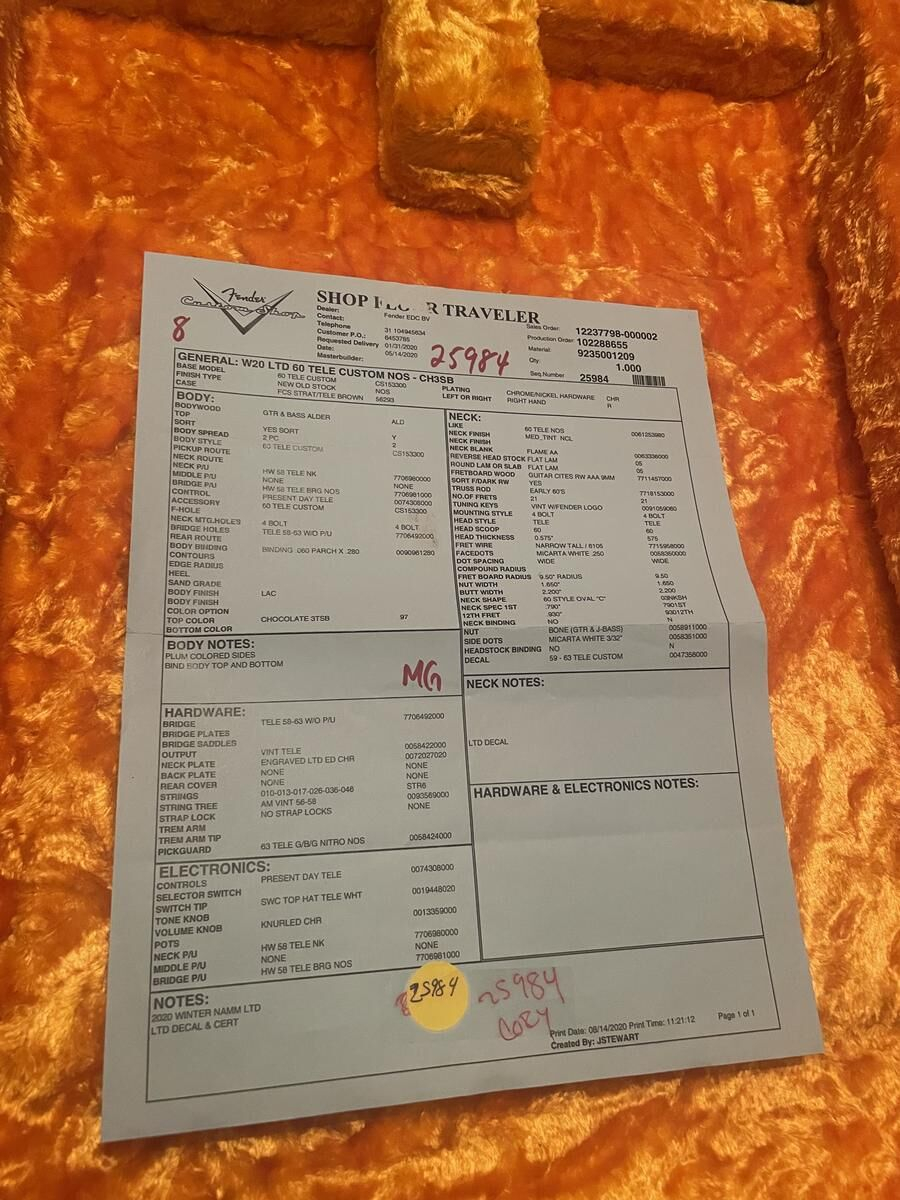 Fender
Custom Shop
8
SHOP TRAVELER
Dealer: Fender EDC BV
Contact:
Telephone 31 104945634
Customer P.O.: 6453765
Requested Delivery 01/31/2020
Date: 05/14/2020
Masterbuilder:
25984
Sales Order: 12237798-000002
Production Order: 102288655
Material: 9235001209
Qty: 1.000
Seq.Number 25984
GENERAL: W20 LTD 60 TELE CUSTOM NOS - CH3SB
BASE MODEL 60 TELE CUSTOM CS153300
FINISH TYPE NEW OLD STOCK NOS
CASE FCS STRAT/TELE BROWN 56293
PLATING CHROME/NICKEL HARDWARE CHR
LEFT OR RIGHT RIGHT HAND R
BODY:
BODYWOOD GTR & BASS ALDER ALD
TOP
SORT YES SORT Y
BODY SPREAD 2 PC 2
BODY STYLE 60 TELE CUSTOM CS153300
PICKUP ROUTE
NECK ROUTE
NECK P/U HW 58 TELE NK 7706980000
MIDDLE P/U NONE NONE
BRIDGE P/U HW 58 TELE BRG NOS 7706981000
CONTROL PRESENT DAY TELE 0074308000
ACCESSORY 60 TELE CUSTOM CS153300
F-HOLE
NECK MTG.HOLES 4 BOLT 4 BOLT
BRIDGE HOLES TELE 58-63 W/O P/U 7706492000
REAR ROUTE
BODY BINDING BINDING .060 PARCH X .280 0090961280
CONTOURS
EDGE RADIUS
HEEL
SAND GRADE
BODY FINISH LAC
BODY FINISH
COLOR OPTION
TOP COLOR CHOCOLATE 3TSB 97
BOTTOM COLOR
NECK:
LIKE 60 TELE NOS
NECK FINISH MED_TINT NCL 0061253980
NECK FINISH
NECK BLANK FLAME AA 0063336000
REVERSE HEAD STOCK FLAT LAM 05
ROUND LAM OR SLAB FLAT LAM 05
FRETBOARD WOOD GUITAR CITES RW AAA 9MM 7711457000
SORT F/DARK RW YES
TRUSS ROD EARLY 60'S 7718153000
NO.OF FRETS 21 21
TUNING KEYS VINT W/FENDER LOGO 0091059080
MOUNTING STYLE 4 BOLT 4 BOLT
HEAD STYLE TELE TELE
HEAD SCOOP 60 60
HEAD THICKNESS 0.575" 575
FRET WIRE NARROW TALL / 6105 7715958000
FACEDOTS MICARTA WHITE .250 0058350000
DOT SPACING WIDE WIDE
COMPOUND RADIUS
FRET BOARD RADIUS 9.50" RADIUS 9.50
NUT WIDTH 1.650" 1.650
BUTT WIDTH 2.200" 2.200
NECK SHAPE 60 STYLE OVAL "C" 02NKSH
NECK SPEC 1ST .790" 7901ST
12TH FRET .930" 93012TH
NECK BINDING NO N
NUT BONE (GTR & J-BASS) 0058911000
SIDE DOTS MICARTA WHITE 3/32" 0058351000
HEADSTOCK BINDING NO N
DECAL 59 - 63 TELE CUSTOM 0047358000
BODY NOTES:
PLUM COLORED SIDES
BIND BODY TOP AND BOTTOM
MG
NECK NOTES:
LTD DECAL
HARDWARE:
BRIDGE TELE 58-63 W/O P/U 7706492000
BRIDGE PLATES
BRIDGE SADDLES
OUTPUT VINT TELE 0058422000
NECK PLATE ENGRAVED LTD ED CHR 0072027020
BACK PLATE NONE NONE
REAR COVER NONE NONE
STRINGS 010-013-017-026-036-046 STR6
STRING TREE AM VINT 56-58 0093569000
STRAP LOCK NO STRAP LOCKS NONE
TREM ARM
TREM ARM TIP
PICKGUARD 63 TELE G/B/G NITRO NOS 0058424000
HARDWARE & ELECTRONICS NOTES:
ELECTRONICS:
CONTROLS PRESENT DAY TELE 0074308000
SELECTOR SWITCH
SWITCH TIP SWC TOP HAT TELE WHT 0019448020
TONE KNOB
VOLUME KNOB KNURLED CHR 0013359000
POTS
NECK P/U HW 58 TELE NK 7706980000
MIDDLE P/U NONE NONE
BRIDGE P/U HW 58 TELE BRG NOS 7706981000
NOTES:
2020 WINTER NAMM LTD
LTD DECAL & CERT
25984
25984
COPY
Print Date: 08/14/2020 Print Time: 11:21:12
Created By: JSTEWART
Page 1 of 1